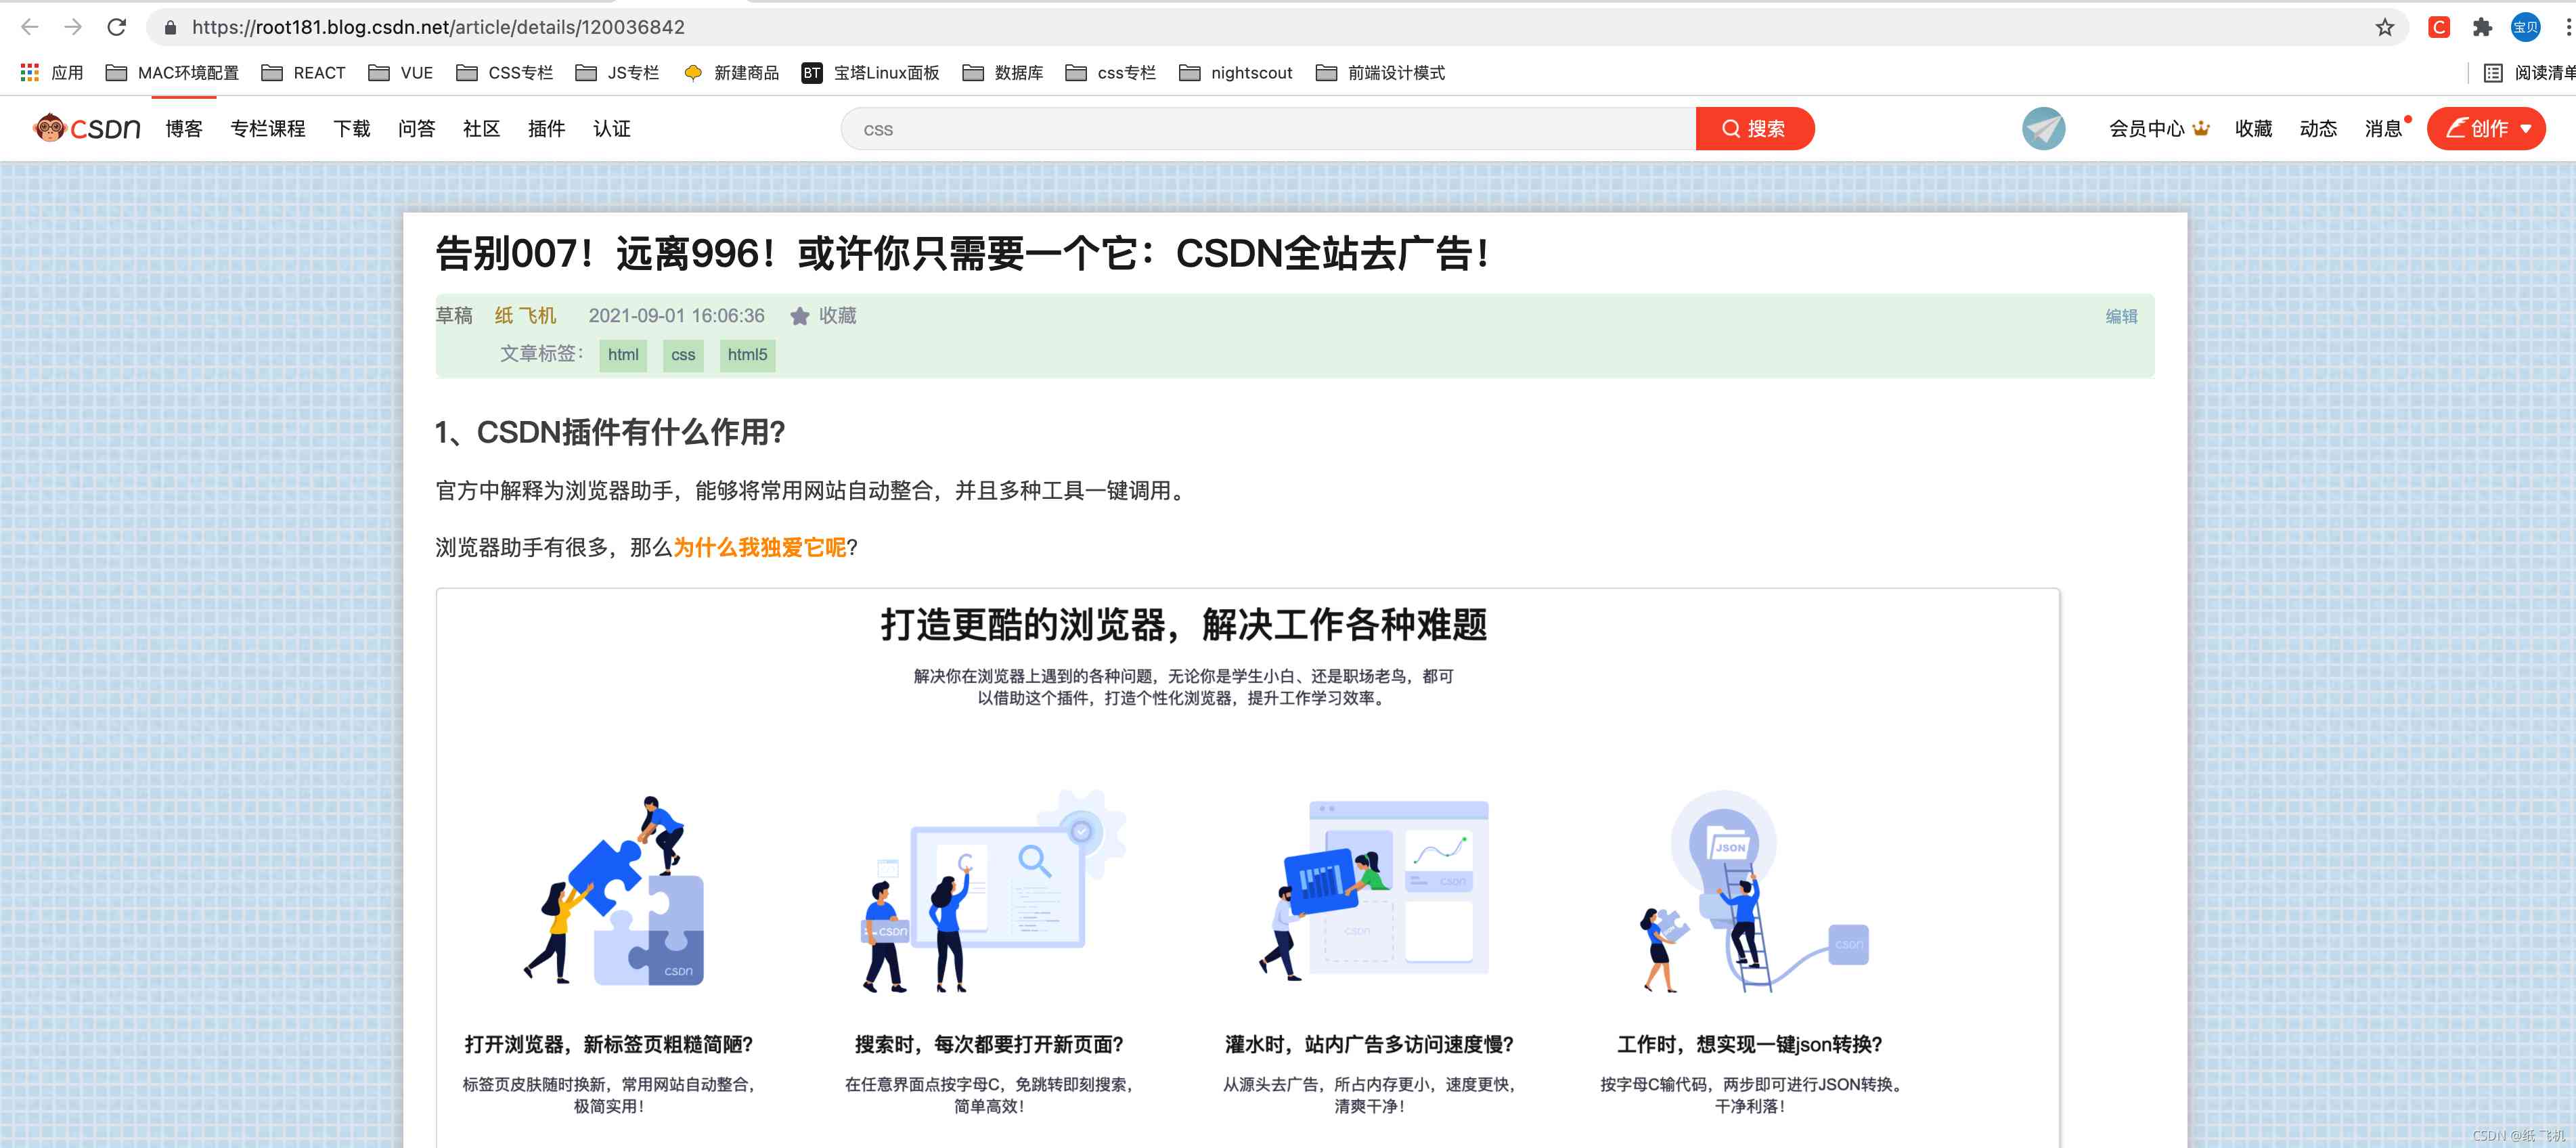 https://root181.blog.csdn.net/article/details/120036842
C
宝贝
应用 MAC环境配置 REACT VUE CSS专栏 JS专栏 新建商品 BT 宝塔Linux面板 数据库 css专栏 nightscout 前端设计模式
阅读清单
CSDN 博客 专栏课程 下载 问答 社区 插件 认证
css
搜索
会员中心 收藏 动态 消息 创作
告别007！远离996！或许你只需要一个它：CSDN全站去广告！
草稿 纸 飞机 2021-09-01 16:06:36 收藏 编辑
文章标签： html css html5
1、CSDN插件有什么作用?
官方中解释为浏览器助手，能够将常用网站自动整合，并且多种工具一键调用。
浏览器助手有很多，那么为什么我独爱它呢?
打造更酷的浏览器，解决工作各种难题
解决你在浏览器上遇到的各种问题，无论你是学生小白、还是职场老鸟，都可
以借助这个插件，打造个性化浏览器，提升工作学习效率。
CSDN
C
CSDN
CSDN
CSDN
JSON
CSDN
打开浏览器，新标签页粗糙简陋?
标签页皮肤随时换新，常用网站自动整合，
极简实用！
搜索时，每次都要打开新页面?
在任意界面点按字母C，免跳转即刻搜索，
简单高效！
灌水时，站内广告多访问速度慢?
从源头去广告，所占内存更小，速度更快，
清爽干净！
工作时，想实现一键json转换?
按字母C输代码，两步即可进行JSON转换。
干净利落！
CSDN @纸 飞机